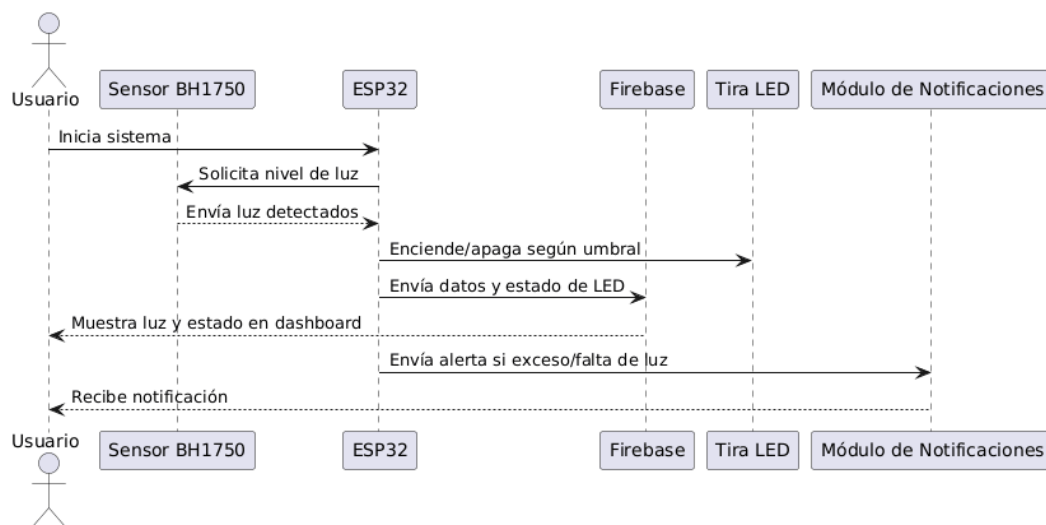 Usuario
Sensor BH1750
ESP32
Firebase
Tira LED
Módulo de Notificaciones
Inicia sistema
Solicita nivel de luz
Envía luz detectados
Enciende/apaga según umbral
Envía datos y estado de LED
Muestra luz y estado en dashboard
Envía alerta si exceso/falta de luz
Recibe notificación
Usuario
Sensor BH1750
ESP32
Firebase
Tira LED
Módulo de Notificaciones